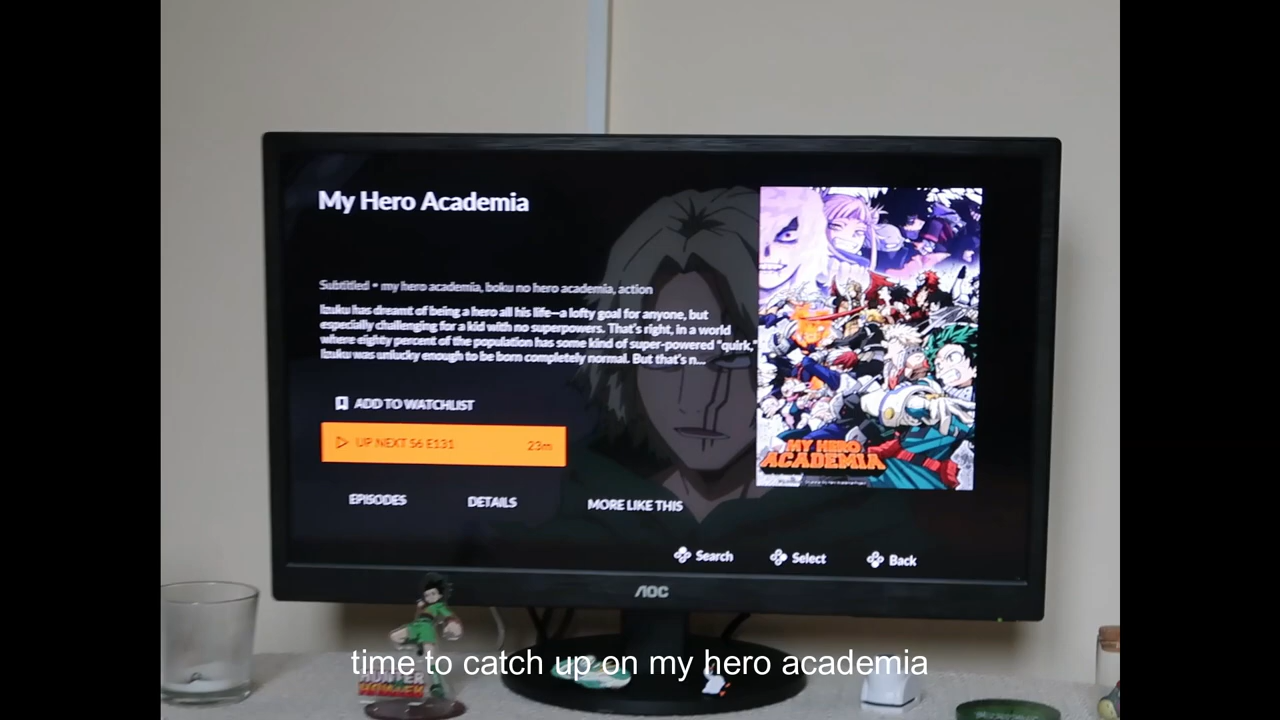 My Hero Academia
Subtitled • my hero academia, boku no hero academia, action
Izuku has dreamt of being a hero all his life—a lofty goal for anyone, but
especially challenging for a kid with no superpowers. That's right, in a world
where eighty percent of the population has some kind of super-powered "quirk,"
Izuku was unlucky enough to be born completely normal. But that's n...
ADD TO WATCHLIST
UP NEXT S6 E131 23m
EPISODES DETAILS MORE LIKE THIS
MY HERO
ACADEMIA
Search Select Back
AOC
time to catch up on my hero academia
HUNTER
HUNTER